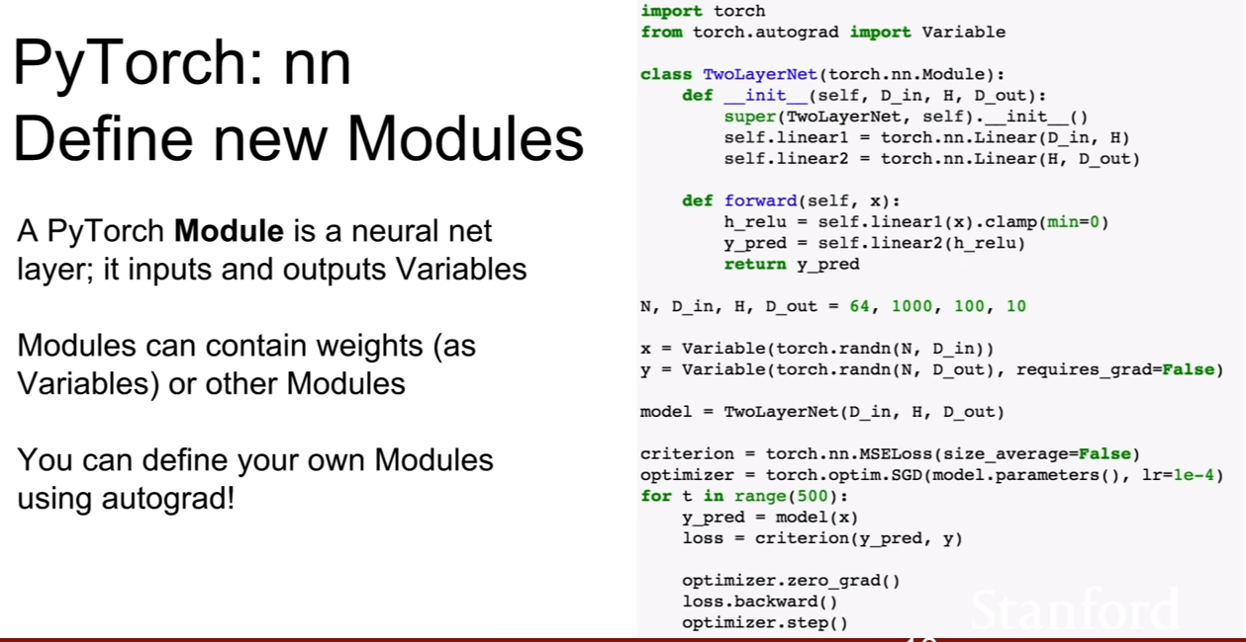 PyTorch: nn
Define new Modules
A PyTorch Module is a neural net
layer; it inputs and outputs Variables
Modules can contain weights (as
Variables) or other Modules
You can define your own Modules
using autograd!
import torch
from torch.autograd import Variable
class TwoLayerNet(torch.nn.Module):
    def __init__(self, D_in, H, D_out):
        super(TwoLayerNet, self).__init__()
        self.linear1 = torch.nn.Linear(D_in, H)
        self.linear2 = torch.nn.Linear(H, D_out)
    def forward(self, x):
        h_relu = self.linear1(x).clamp(min=0)
        y_pred = self.linear2(h_relu)
        return y_pred
N, D_in, H, D_out = 64, 1000, 100, 10
x = Variable(torch.randn(N, D_in))
y = Variable(torch.randn(N, D_out), requires_grad=False)
model = TwoLayerNet(D_in, H, D_out)
criterion = torch.nn.MSELoss(size_average=False)
optimizer = torch.optim.SGD(model.parameters(), lr=1e-4)
for t in range(500):
    y_pred = model(x)
    loss = criterion(y_pred, y)
    optimizer.zero_grad()
    loss.backward()
    optimizer.step()
Stanford